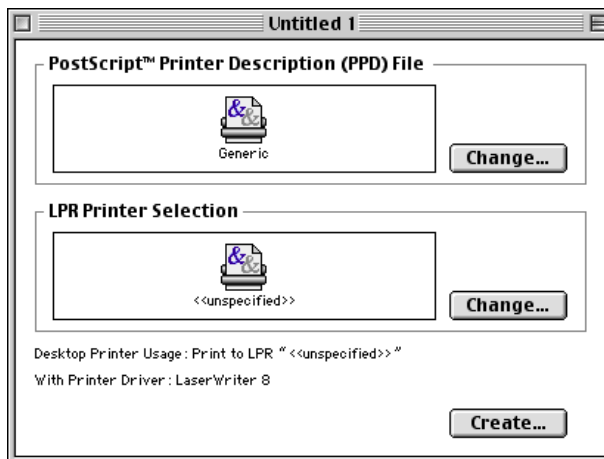 Untitled 1
PostScript™ Printer Description (PPD) File
Generic
Change...
LPR Printer Selection
<<unspecified>>
Change...
Desktop Printer Usage : Print to LPR “<<unspecified>>”
With Printer Driver : LaserWriter 8
Create...